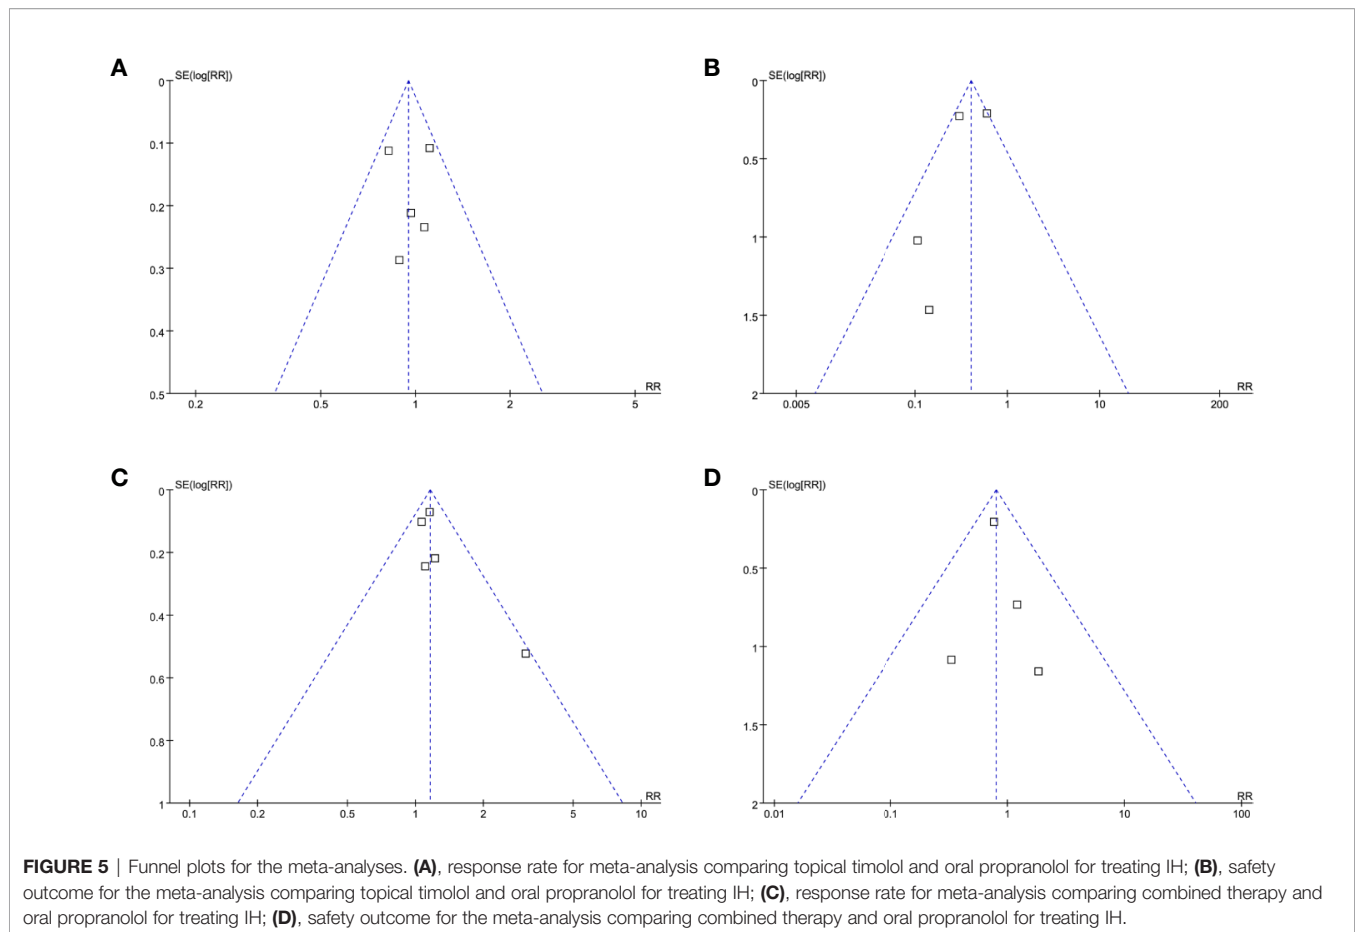 A
SE(log[RR])
0
0.1
0.2
0.3
0.4
0.5
RR
0.2 0.5 1 2 5
B
SE(log[RR])
0
0.5
1
1.5
2
RR
0.005 0.1 1 10 200
C
SE(log[RR])
0
0.2
0.4
0.6
0.8
1
RR
0.1 0.2 0.5 1 2 5 10
D
SE(log[RR])
0
0.5
1
1.5
2
RR
0.01 0.1 1 10 100
FIGURE 5 | Funnel plots for the meta-analyses. (A), response rate for meta-analysis comparing topical timolol and oral propranolol for treating IH; (B), safety
outcome for the meta-analysis comparing topical timolol and oral propranolol for treating IH; (C), response rate for meta-analysis comparing combined therapy and
oral propranolol for treating IH; (D), safety outcome for the meta-analysis comparing combined therapy and oral propranolol for treating IH.